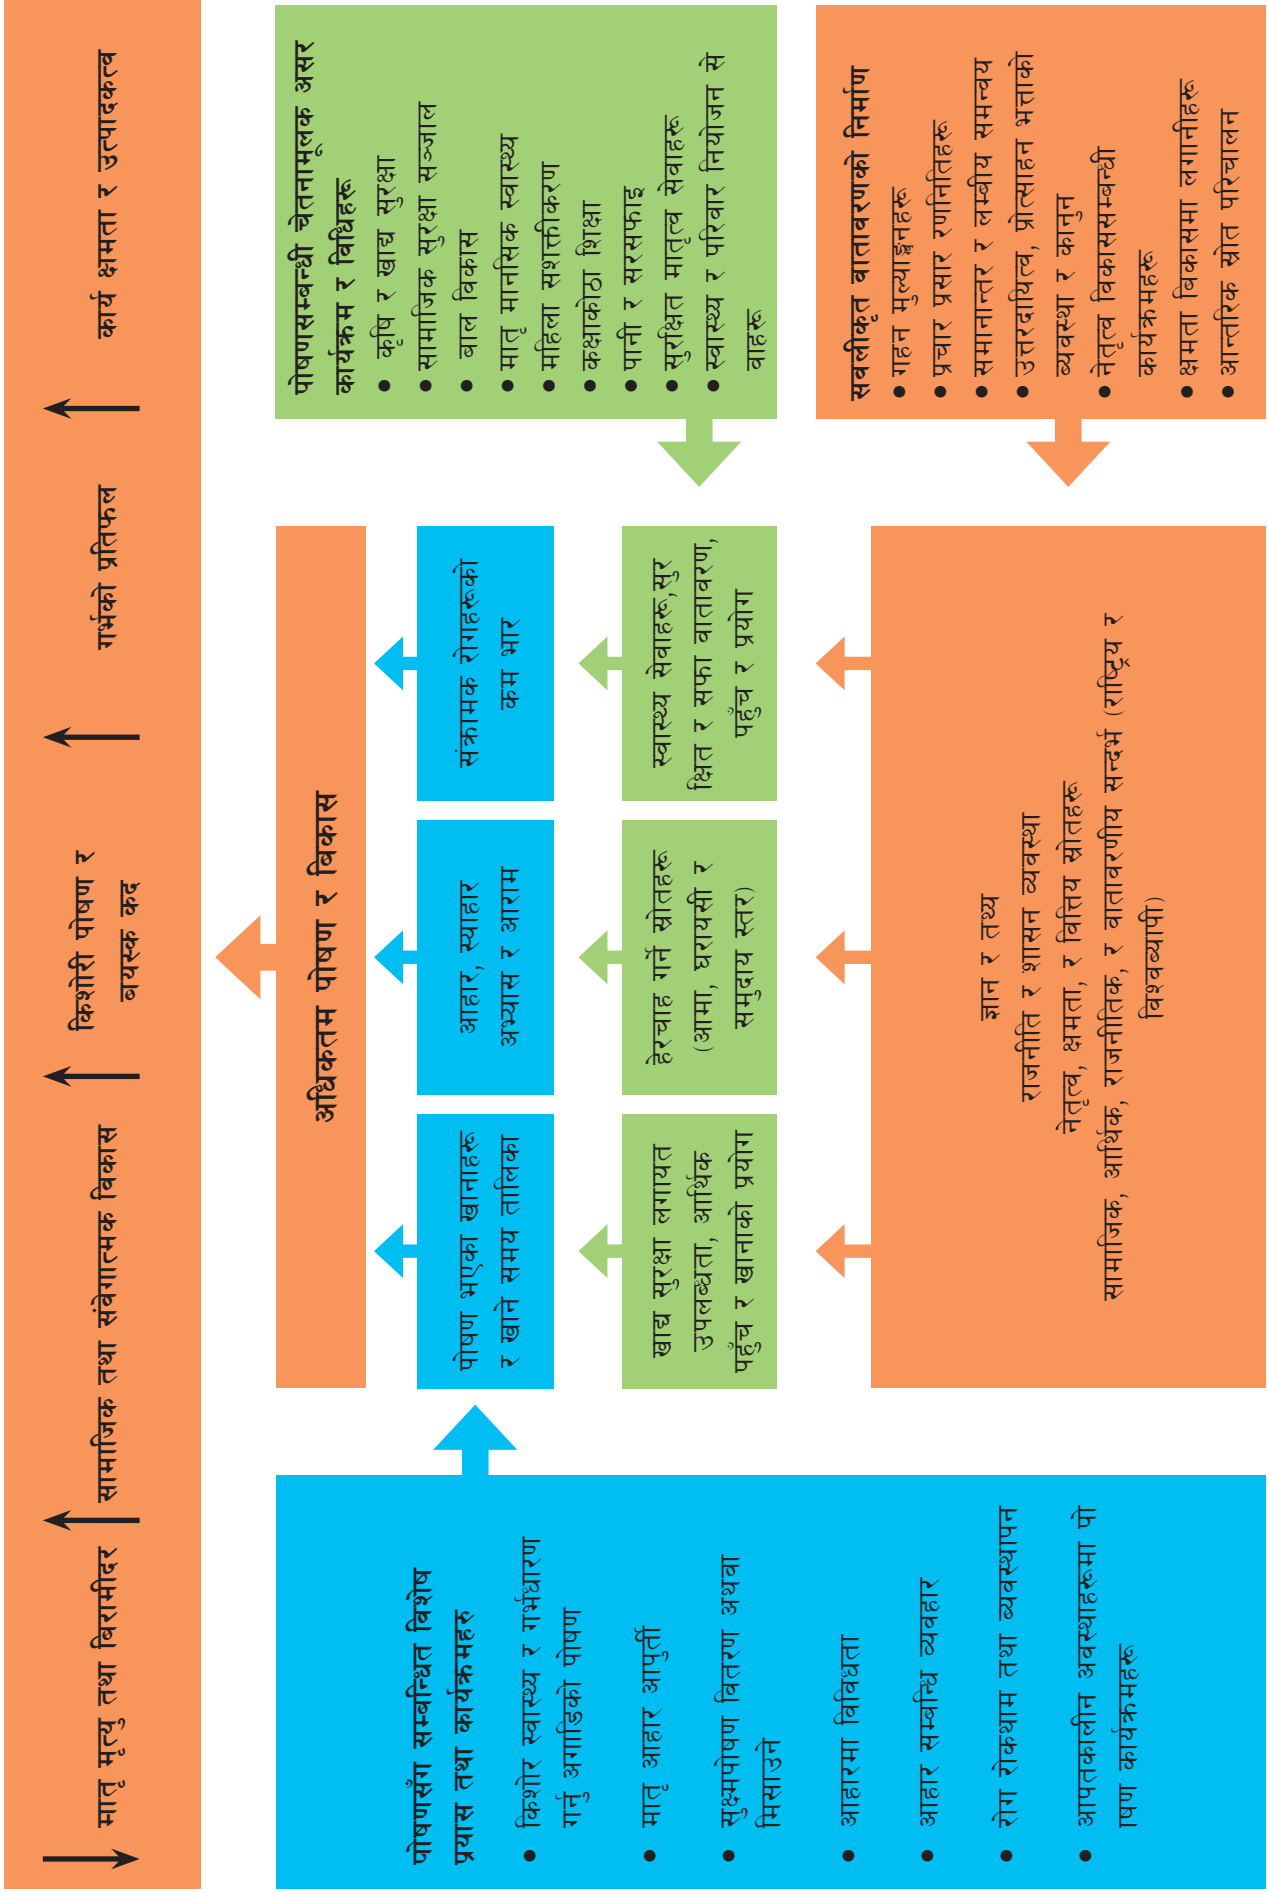 मातृ मृत्यु तथा बिरामीदर
सामाजिक तथा संबेगात्मक बिकास
किशोरी पोषण र
बयस्क कद
गर्भको प्रतिफल
कार्य क्षमता र उत्पादकत्व
पोषणसँग सम्बन्धित बिशेष
प्रयास तथा कार्यक्रमहरु
• किशोर स्वास्थ्य र गर्भधारण
गर्नु अगाडिको पोषण
• मातृ आहार आपुर्ती
• सुक्ष्मपोषण बितरण अथवा
मिसाउने
• आहारमा बिबिधता
• आहार सम्बन्धि ब्यवहार
• रोग रोकथाम तथा ब्यवस्थापन
• आपतकालीन अवस्थाहरूमा पो
षण कार्यक्रमहरू
अधिकतम पोषण र बिकास
पोषण भएका खानाहरू
र खाने समय तालिका
आहार, स्याहार
अभ्यास र आराम
संक्रामक रोगहरूको
कम भार
खाद्य सुरक्षा लगायत
उपलब्धता, आर्थिक
पहुँच र खानाको प्रयोग
हेरचाह गर्ने स्रोतहरू
(आमा, घरायसी र
समुदाय स्तर)
स्वास्थ्य सेवाहरू,सुर
क्षित र सफा बातावरण,
पहुँच र प्रयोग
ज्ञान र तथ्य
राजनीति र शासन व्यवस्था
नेतृत्व, क्षमता, र वित्तिय स्रोतहरू
सामाजिक, आर्थिक, राजनीतिक, र बातावरणीय सन्दर्भ (राष्ट्रिय र
विश्वब्यापी)
पोषणसम्बन्धी चेतनामूलक असर
कार्यक्रम र बिधिहरू
• कृषि र खाद्य सुरक्षा
• सामाजिक सुरक्षा सञ्जाल
• बाल विकास
• मातृ मानसिक स्वास्थ्य
• महिला सशक्तीकरण
• कक्षाकोठा शिक्षा
• पानी र सरसफाइ
• सुरक्षित मातृत्व सेवाहरू
• स्वास्थ्य र परिवार नियोजन से
वाहरू
सबलीकृत बाताबरणको निर्माण
• गहन मुल्याङ्कनहरू
• प्रचार प्रसार रणनितिहरू
• समानान्तर र लम्बीय समन्वय
• उत्तरदायित्व, प्रोत्साहन भत्ताको
ब्यवस्था र कानुन
• नेतृत्व विकाससम्बन्धी
कार्यक्रमहरू
• क्षमता बिकासमा लगानीहरू
• आन्तरिक स्रोत परिचालन